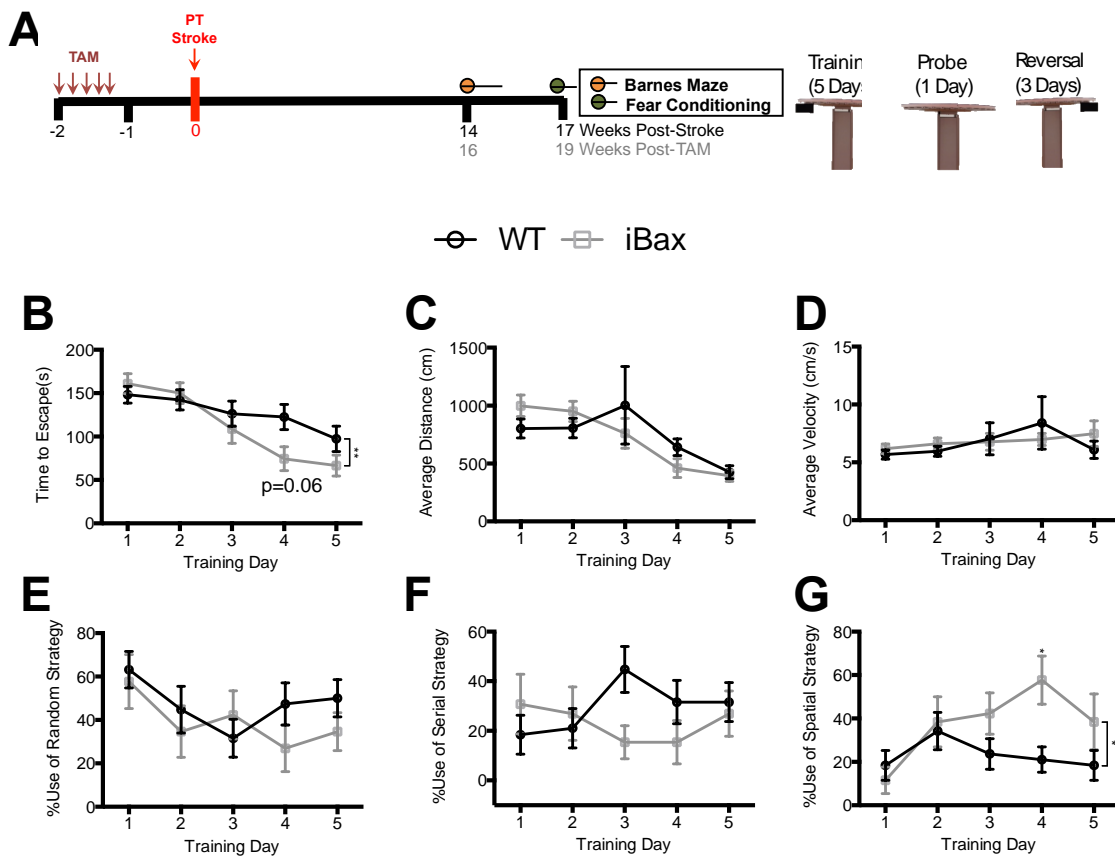 A
TAM
PT
Stroke
Barnes Maze
Fear Conditioning
-2
-1
0
14
17 Weeks Post-Stroke
16
19 Weeks Post-TAM
Trainin
(5 Days
Probe
(1 Day)
Reversal
(3 Days)
WT
iBax
B
Time to Escape(s)
200
150
100
50
0
**
p=0.06
1 2 3 4 5
Training Day
C
Average Distance (cm)
1500
1000
500
0
1 2 3 4 5
Training Day
D
Average Velocity (cm/s)
15
10
5
0
1 2 3 4 5
Training Day
E
%Use of Random Strategy
80
60
40
20
0
1 2 3 4 5
Training Day
F
%Use of Serial Strategy
60
40
20
0
1 2 3 4 5
Training Day
G
%Use of Spatial Strategy
80
60
40
20
0
*
*
1 2 3 4 5
Training Day